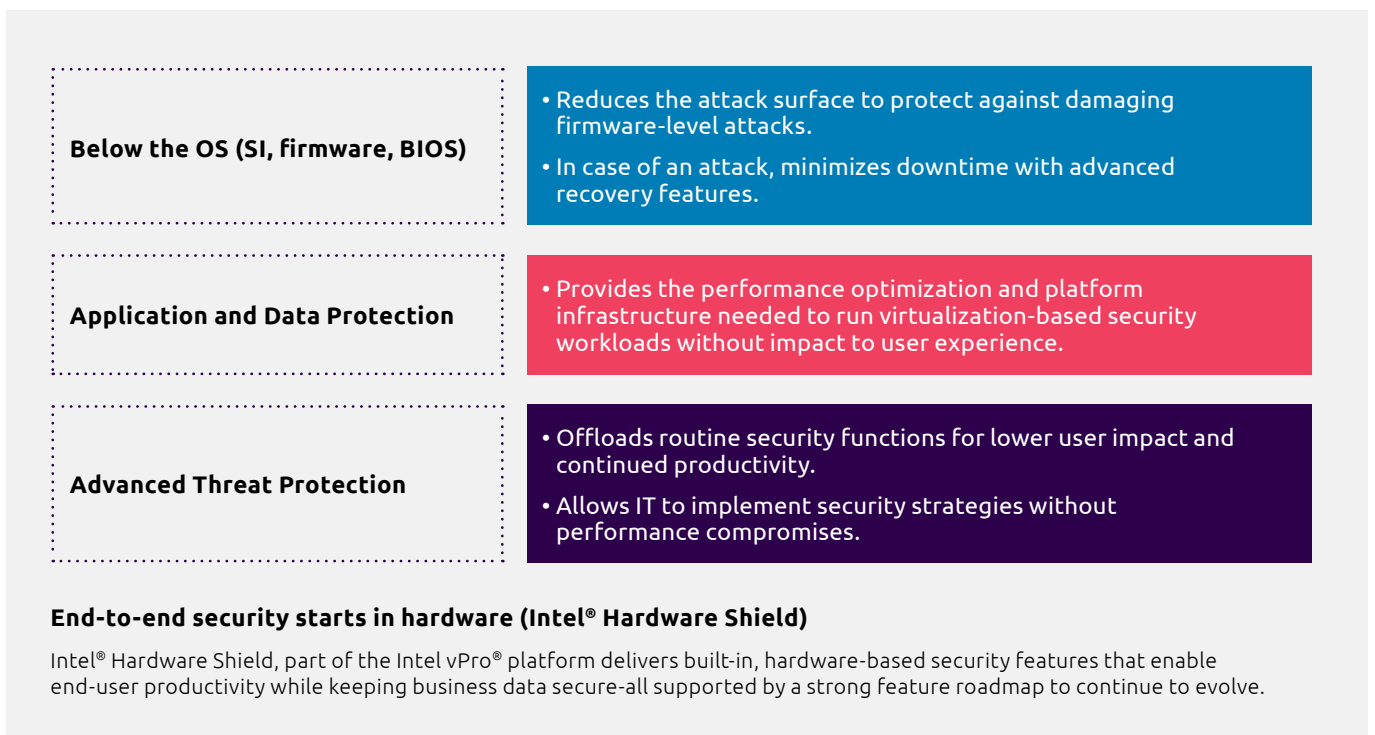 Below the OS (SI, firmware, BIOS)
• Reduces the attack surface to protect against damaging
firmware-level attacks.
• In case of an attack, minimizes downtime with advanced
recovery features.
Application and Data Protection
• Provides the performance optimization and platform
infrastructure needed to run virtualization-based security
workloads without impact to user experience.
Advanced Threat Protection
• Offloads routine security functions for lower user impact and
continued productivity.
• Allows IT to implement security strategies without
performance compromises.
End-to-end security starts in hardware (Intel® Hardware Shield)
Intel® Hardware Shield, part of the Intel vPro® platform delivers built-in, hardware-based security features that enable
end-user productivity while keeping business data secure-all supported by a strong feature roadmap to continue to evolve.